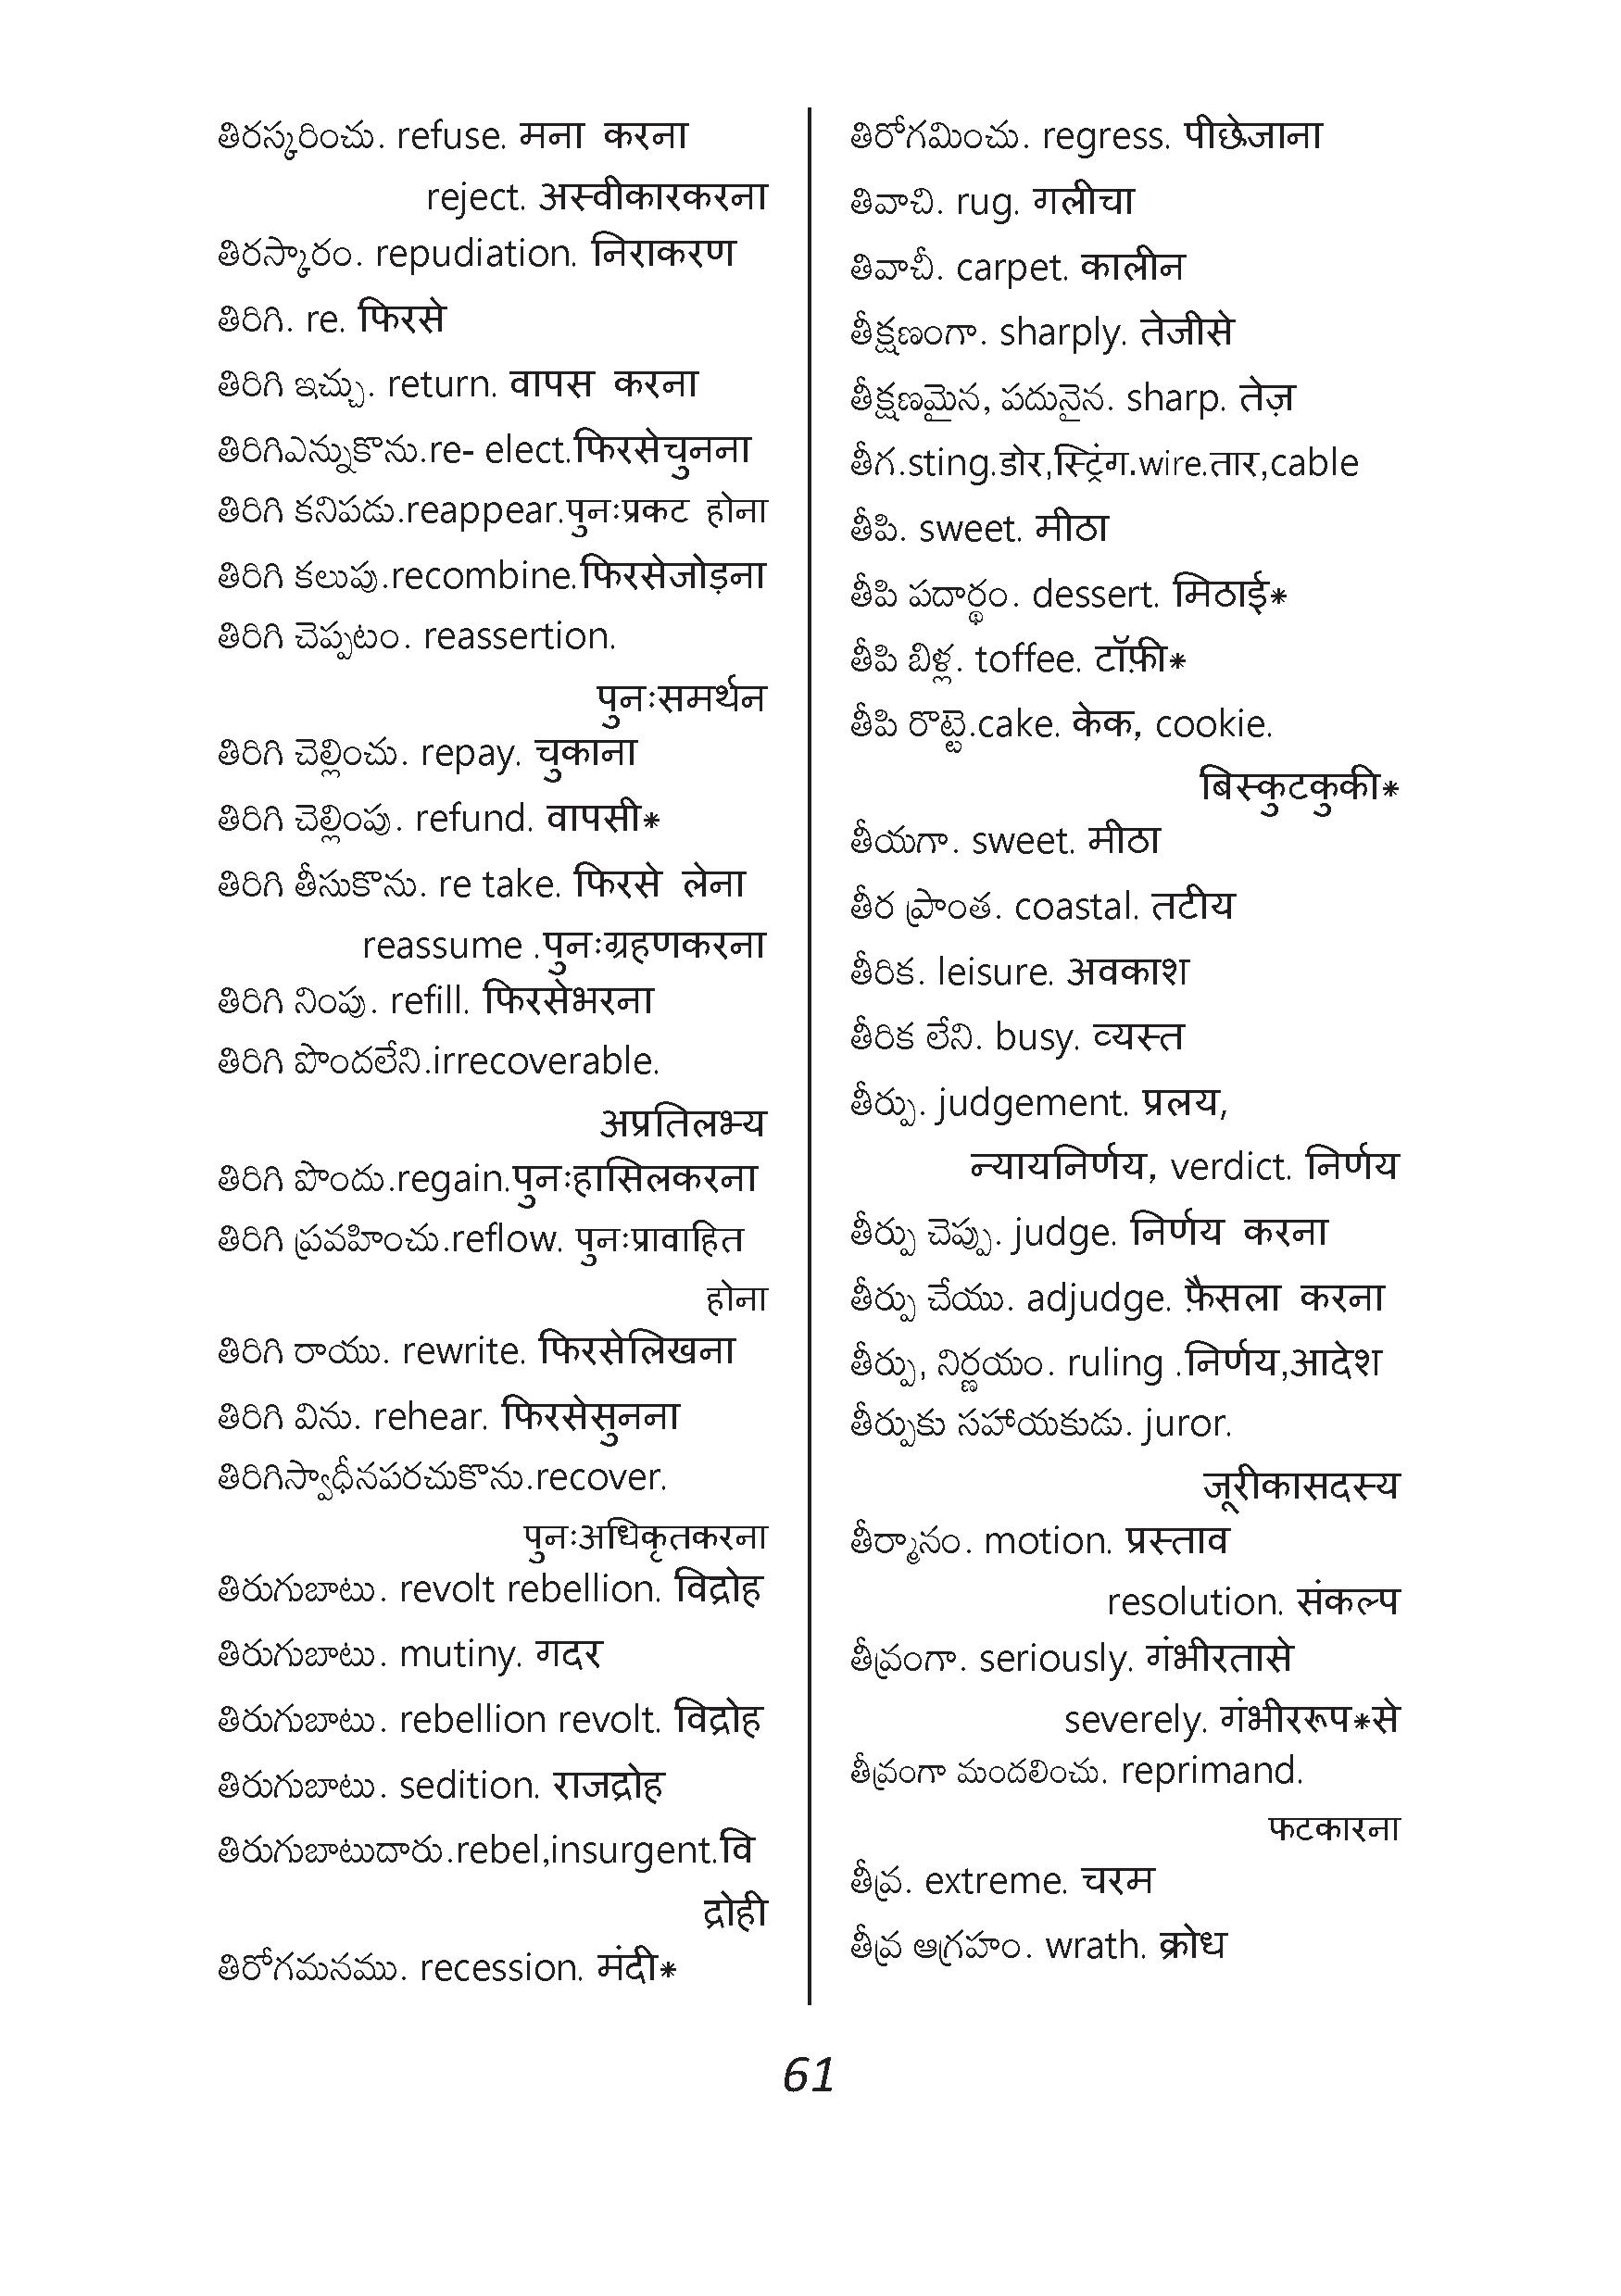 తిరస్కరించు. refuse. मना करना
reject. अस्वीकारकरना
తిరస్కారం. repudiation. निराकरण
తిరిగి. re. फिरसे
తిరిగి ఇచ్చు. return. वापस करना
తిరిగిఎన్నుకొను.re- elect.फिरसेचुनना
తిరిగి కనిపడు.reappear.पुनःप्रकट होना
తిరిగి కలుపు.recombine.फिरसेजोड़ना
తిరిగి చెప్పటం. reassertion.
पुनःसमर्थन
తిరిగి చెల్లించు. repay. चुकाना
తిరిగి చెల్లింపు. refund. वापसी*
తిరిగి తీసుకొను. re take. फिरसे लेना
reassume .पुनःग्रहणकरना
తిరిగి నింపు. refill. फिरसेभरना
తిరిగి పొందలేని.irrecoverable.
अप्रतिलभ्य
తిరిగి పొందు.regain.पुनःहासिलकरना
తిరిగి ప్రవహించు.reflow. पुनःप्रावाहित
होना
తిరిగి రాయు. rewrite. फिरसेलिखना
తిరిగి విను. rehear. फिरसेसुनना
తిరిగిస్వాధీనపరచుకొను.recover.
पुनःअधिकृतकरना
తిరుగుబాటు. revolt rebellion. विद्रोह
తిరుగుబాటు. mutiny. गदर
తిరుగుబాటు. rebellion revolt. विद्रोह
తిరుగుబాటు. sedition. राजद्रोह
తిరుగుబాటుదారు.rebel,insurgent.वि
द्रोही
తిరోగమనము. recession. मंदी*
తిరోగమించు. regress. पीछेजाना
తివాచి. rug. गलीचा
తివాచీ. carpet. कालीन
తీక్షణంగా. sharply. तेजीसे
తీక్షణమైన, పదునైన. sharp. तेज़
తీగ.sting.डोर,स्ट्रिंग.wire.तार,cable
తీపి. sweet. मीठा
తీపి పదార్థం. dessert. मिठाई*
తీపి బిళ్ల. toffee. टॉफ़ी*
తీపి రొట్టె.cake. केक, cookie.
बिस्कुटकुकी*
తీయగా. sweet. मीठा
తీర ప్రాంత. coastal. तटीय
తీరిక. leisure. अवकाश
తీరిక లేని. busy. व्यस्त
తీర్పు. judgement. प्रलय,
न्यायनिर्णय, verdict. निर्णय
తీర్పు చెప్పు. judge. निर्णय करना
తీర్పు చేయు. adjudge. फ़ैसला करना
తీర్పు, నిర్ణయం. ruling .निर्णय,आदेश
తీర్పుకు సహాయకుడు. juror.
जूरीकासदस्य
తీర్మానం. motion. प्रस्ताव
resolution. संकल्प
తీవ్రంగా. seriously. गंभीरतासे
severely. गंभीररूप*से
తీవ్రంగా మందలించు. reprimand.
फटकारना
తీవ్ర. extreme. चरम
తీవ్ర ఆగ్రహం. wrath. क्रोध
61